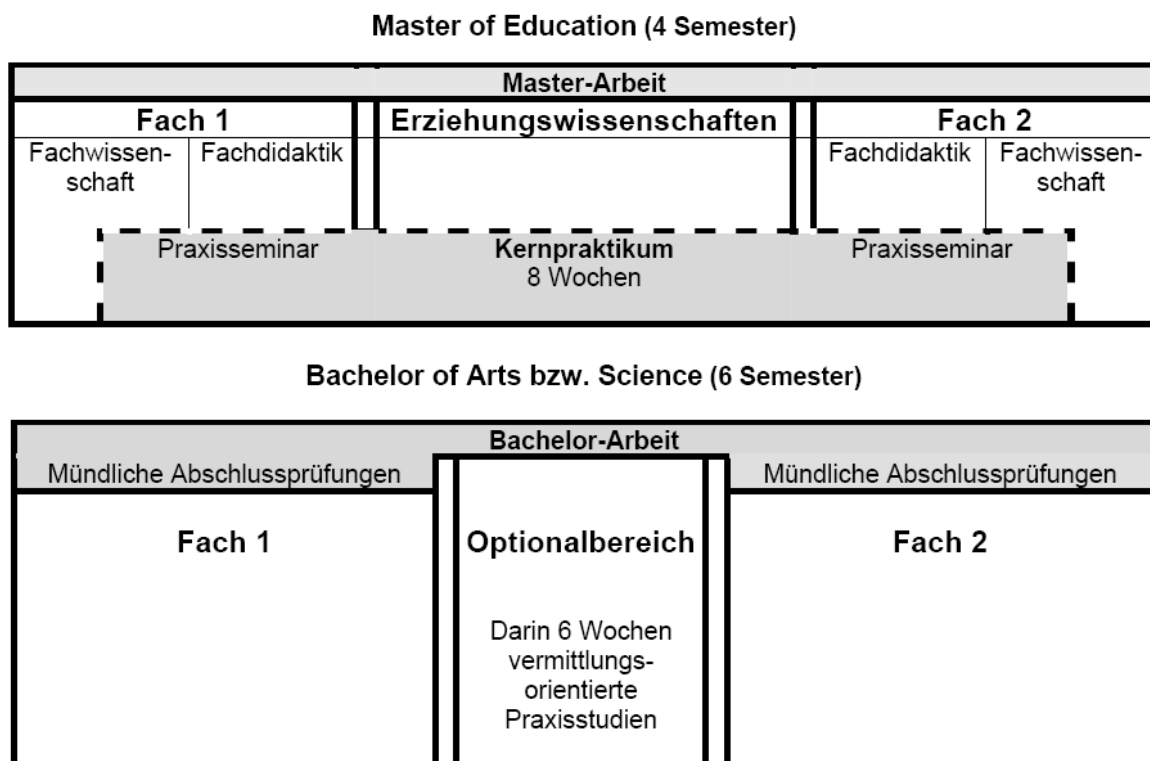 Master of Education (4 Semester)
Master-Arbeit
Fach 1
Erziehungswissenschaften
Fach 2
Fachwissen-
schaft
Fachdidaktik
Fachdidaktik
Fachwissen-
schaft
Praxisseminar
Kernpraktikum
8 Wochen
Praxisseminar
Bachelor of Arts bzw. Science (6 Semester)
Bachelor-Arbeit
Mündliche Abschlussprüfungen
Mündliche Abschlussprüfungen
Fach 1
Optionalbereich
Fach 2
Darin 6 Wochen
vermittlungs-
orientierte
Praxisstudien